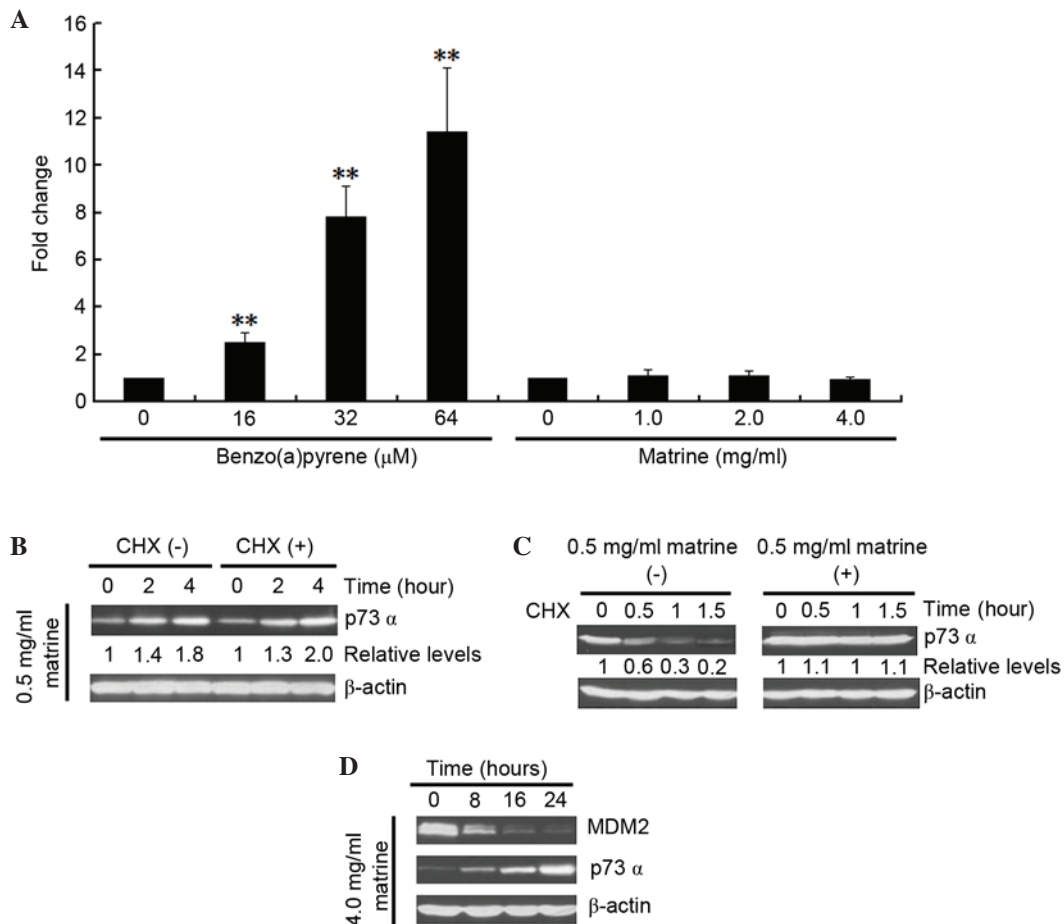 A
16
14
12
10
8
6
4
2
0
Fold change
**
**
**
0 16 32 64 0 1.0 2.0 4.0
Benzo(a)pyrene (μM) Matrine (mg/ml)
B
CHX (-) CHX (+)
0 2 4 0 2 4 Time (hour)
p73 α
1 1.4 1.8 1 1.3 2.0 Relative levels
β-actin
0.5 mg/ml
matrine
C
0.5 mg/ml matrine 0.5 mg/ml matrine
(-) (+)
CHX 0 0.5 1 1.5 0 0.5 1 1.5 Time (hour)
p73 α
1 0.6 0.3 0.2 1 1.1 1 1.1 Relative levels
β-actin
D
Time (hours)
0 8 16 24
MDM2
p73 α
β-actin
4.0 mg/ml
matrine